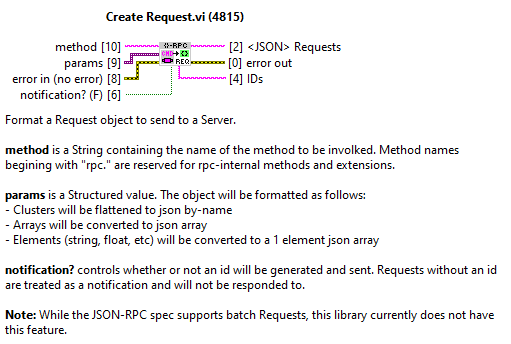 Create Request.vi (4815)
method [10]
params [9]
error in (no error) [8]
notification? (F) [6]
{}-RPC
CMD→{}
REQ
[2] <JSON> Requests
[0] error out
[4] IDs
Format a Request object to send to a Server.
method is a String containing the name of the method to be involked. Method names
begining with "rpc." are reserved for rpc-internal methods and extensions.
params is a Structured value. The object will be formatted as follows:
- Clusters will be flattened to json by-name
- Arrays will be converted to json array
- Elements (string, float, etc) will be converted to a 1 element json array
notification? controls whether or not an id will be generated and sent. Requests without an id
are treated as a notification and will not be responded to.
Note: While the JSON-RPC spec supports batch Requests, this library currently does not have
this feature.